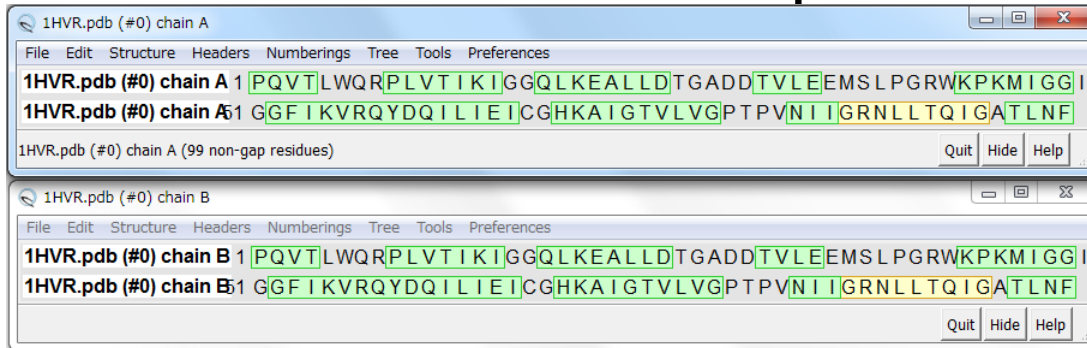 1HVR.pdb (#0) chain A
File Edit Structure Headers Numberings Tree Tools Preferences
1HVR.pdb (#0) chain A 1 PQVTLWQRPLVTIKIGGQLKEALLDTGADDTVLEEMSLPGRWKPKMIGGI
1HVR.pdb (#0) chain A 51 GGFIKVRQYDQILIEICGHKAIGTVLVGPTPVNIIGRNLLTQIGATLNF
1HVR.pdb (#0) chain A (99 non-gap residues)
Quit Hide Help
1HVR.pdb (#0) chain B
File Edit Structure Headers Numberings Tree Tools Preferences
1HVR.pdb (#0) chain B 1 PQVTLWQRPLVTIKIGGQLKEALLDTGADDTVLEEMSLPGRWKPKMIGGI
1HVR.pdb (#0) chain B 51 GGFIKVRQYDQILIEICGHKAIGTVLVGPTPVNIIGRNLLTQIGATLNF
Quit Hide Help